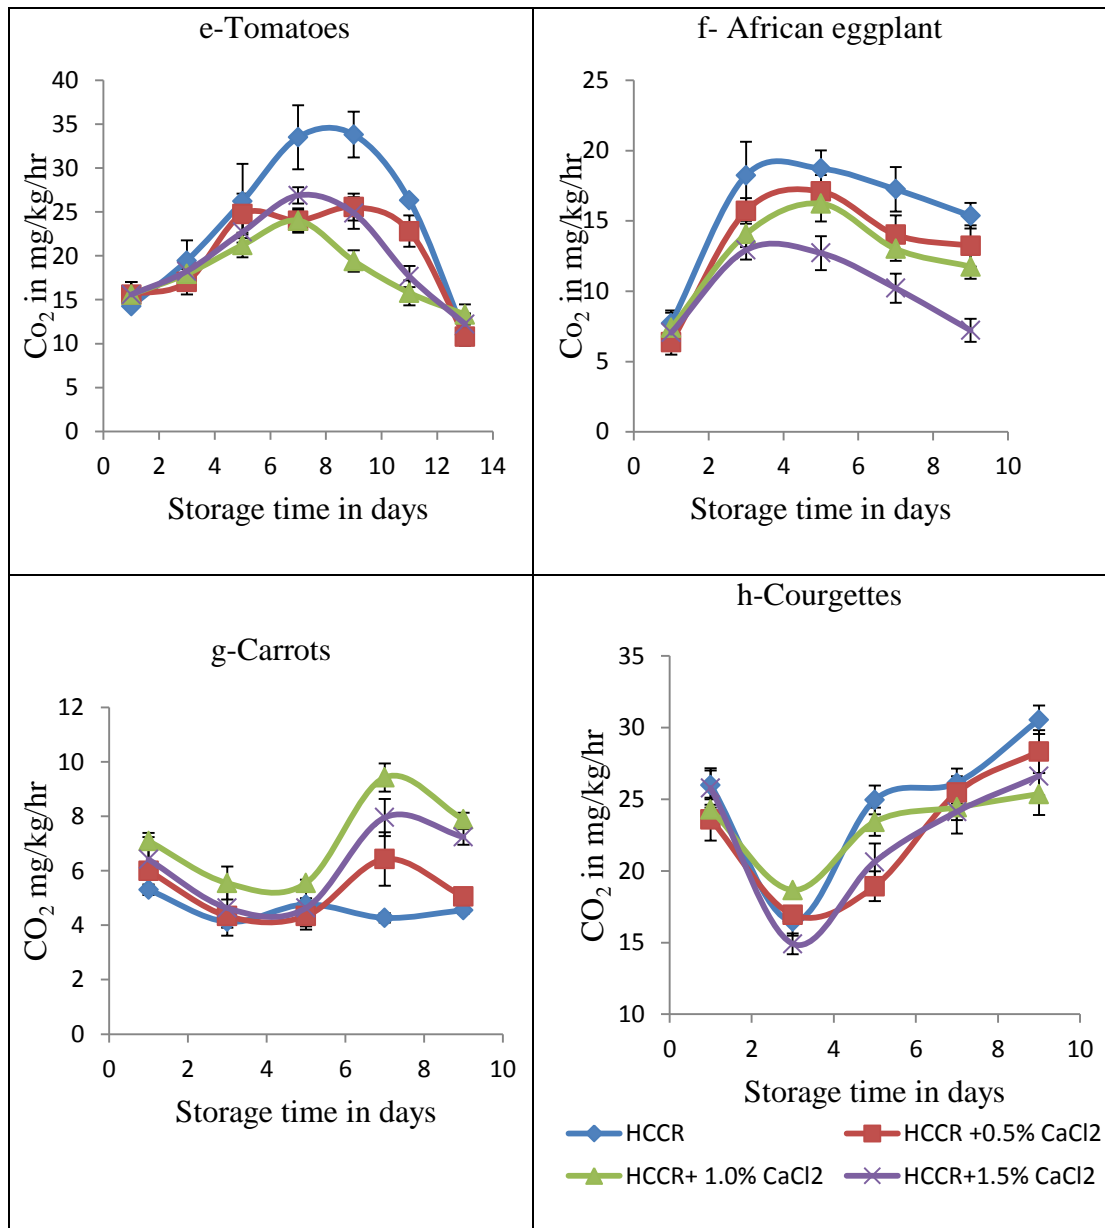 e-Tomatoes
Co₂ in mg/kg/hr
40
35
30
25
20
15
10
5
0
0 2 4 6 8 10 12 14
Storage time in days
f- African eggplant
Co₂ in mg/kg/hr
25
20
15
10
5
0
0 2 4 6 8 10
Storage time in days
g-Carrots
CO₂ mg/kg/hr
12
10
8
6
4
2
0
0 2 4 6 8 10
Storage time in days
h-Courgettes
CO₂ in mg/kg/hr
35
30
25
20
15
10
0 2 4 6 8 10
Storage time in days
HCCR HCCR +0.5% CaCl2
HCCR+ 1.0% CaCl2 HCCR+1.5% CaCl2